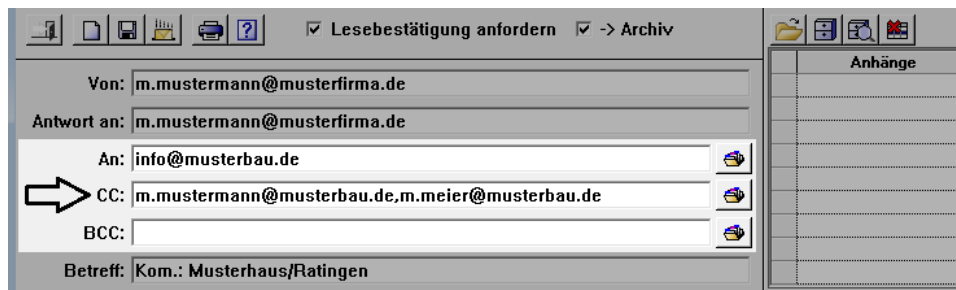 Lesebestätigung anfordern -> Archiv
Anhänge
Von: m.mustermann@musterfirma.de
Antwort an: m.mustermann@musterfirma.de
An: info@musterbau.de
CC: m.mustermann@musterbau.de,m.meier@musterbau.de
BCC:
Betreff: Kom.: Musterhaus/Ratingen